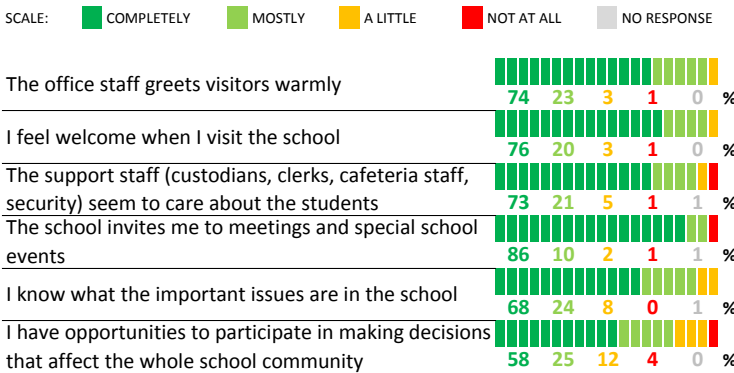 SCALE: COMPLETELY MOSTLY A LITTLE NOT AT ALL NO RESPONSE
The office staff greets visitors warmly
74 23 3 1 0 %
I feel welcome when I visit the school
76 20 3 1 0 %
The support staff (custodians, clerks, cafeteria staff,
security) seem to care about the students
73 21 5 1 1 %
The school invites me to meetings and special school
events
86 10 2 1 1 %
I know what the important issues are in the school
68 24 8 0 1 %
I have opportunities to participate in making decisions
that affect the whole school community
58 25 12 4 0 %